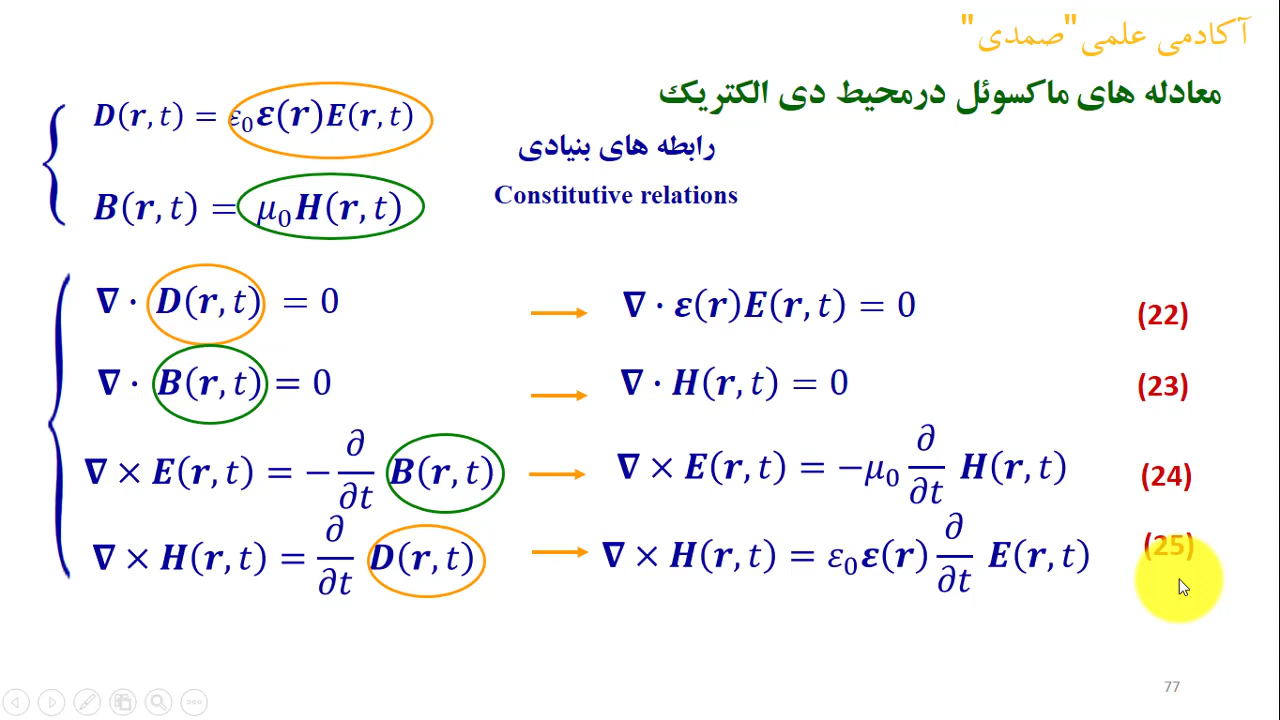 آکادمی علمی"صمدی"
معادله های ماکسوئل درمحیط دی الکتریک
D(r, t) = ε₀ε(r)E(r, t)
رابطه های بنیادی
Constitutive relations
B(r, t) = μ₀H(r, t)
∇ · D(r, t) = 0 → ∇ · ε(r)E(r, t) = 0 (22)
∇ · B(r, t) = 0 → ∇ · H(r, t) = 0 (23)
∇ × E(r, t) = −∂/∂t B(r, t) → ∇ × E(r, t) = −μ₀ ∂/∂t H(r, t) (24)
∇ × H(r, t) = ∂/∂t D(r, t) → ∇ × H(r, t) = ε₀ε(r) ∂/∂t E(r, t) (25)
77